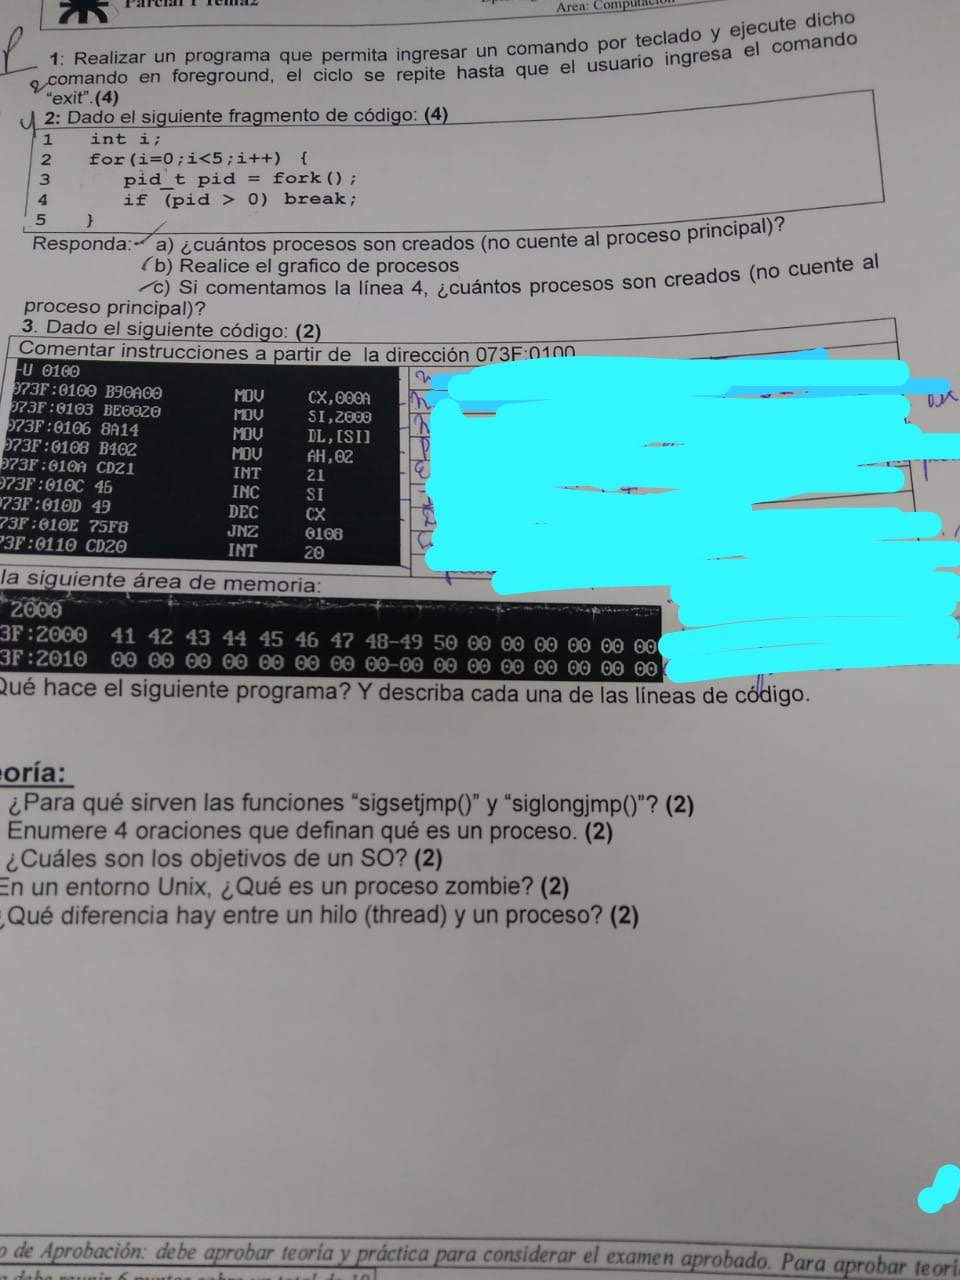 Parcial 1 Tema2
Área: Computación
1: Realizar un programa que permita ingresar un comando por teclado y ejecute dicho
comando en foreground, el ciclo se repite hasta que el usuario ingresa el comando
“exit”.(4)
2: Dado el siguiente fragmento de código: (4)
1 int i;
2 for(i=0;i<5;i++) {
3 pid_t pid = fork();
4 if (pid > 0) break;
5 }
Responda: a) ¿cuántos procesos son creados (no cuente al proceso principal)?
b) Realice el grafico de procesos
c) Si comentamos la línea 4, ¿cuántos procesos son creados (no cuente al
proceso principal)?
3. Dado el siguiente código: (2)
Comentar instrucciones a partir de la dirección 073F:0100
-U 0100
073F:0100 B90A00 MOV CX,000A
073F:0103 BE0020 MOV SI,2000
073F:0106 8A14 MOV DL,[SI]
073F:0108 B402 MOV AH,02
073F:010A CD21 INT 21
073F:010C 46 INC SI
073F:010D 49 DEC CX
73F:010E 75F8 JNZ 0108
73F:0110 CD20 INT 20
la siguiente área de memoria:
2000
3F:2000 41 42 43 44 45 46 47 48-49 50 00 00 00 00 00 00
3F:2010 00 00 00 00 00 00 00 00-00 00 00 00 00 00 00 00
Qué hace el siguiente programa? Y describa cada una de las líneas de código.
oría:
¿Para qué sirven las funciones “sigsetjmp()” y “siglongjmp()”? (2)
Enumere 4 oraciones que definan qué es un proceso. (2)
¿Cuáles son los objetivos de un SO? (2)
En un entorno Unix, ¿Qué es un proceso zombie? (2)
¿Qué diferencia hay entre un hilo (thread) y un proceso? (2)
o de Aprobación: debe aprobar teoría y práctica para considerar el examen aprobado. Para aprobar teorí